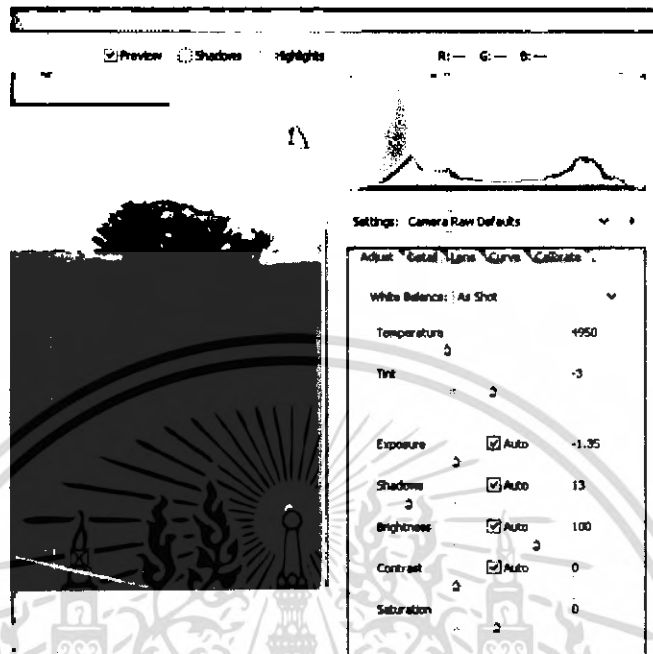 Preview Shadows Highlights R: — G: — B: —
Settings: Camera Raw Defaults
Adjust Detail Lens Curve Calibrate
White Balance: As Shot
Temperature 4950
Tint -3
Exposure Auto -1.35
Shadows Auto 13
Brightness Auto 100
Contrast Auto 0
Saturation 0